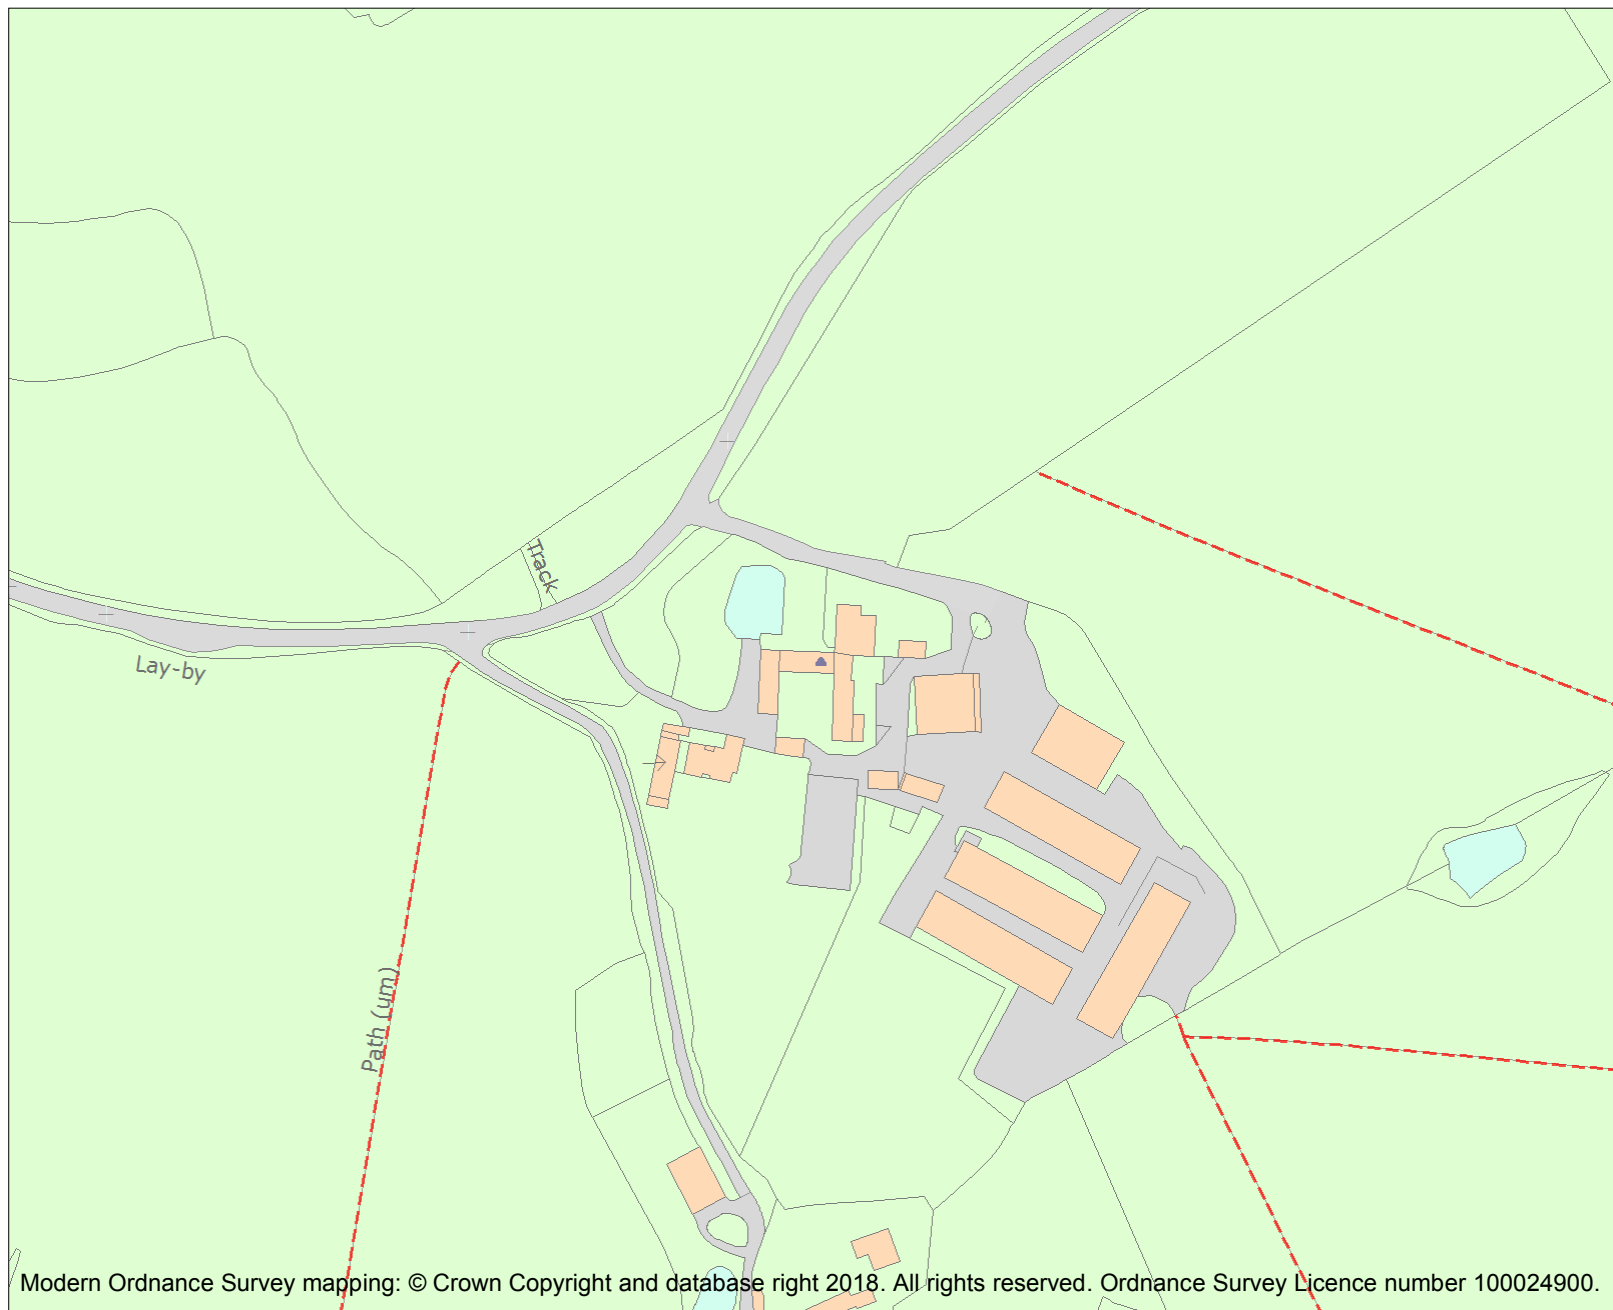 Track
Lay-by
Path (um)
Modern Ordnance Survey mapping: © Crown Copyright and database right 2018. All rights reserved. Ordnance Survey Licence number 100024900.